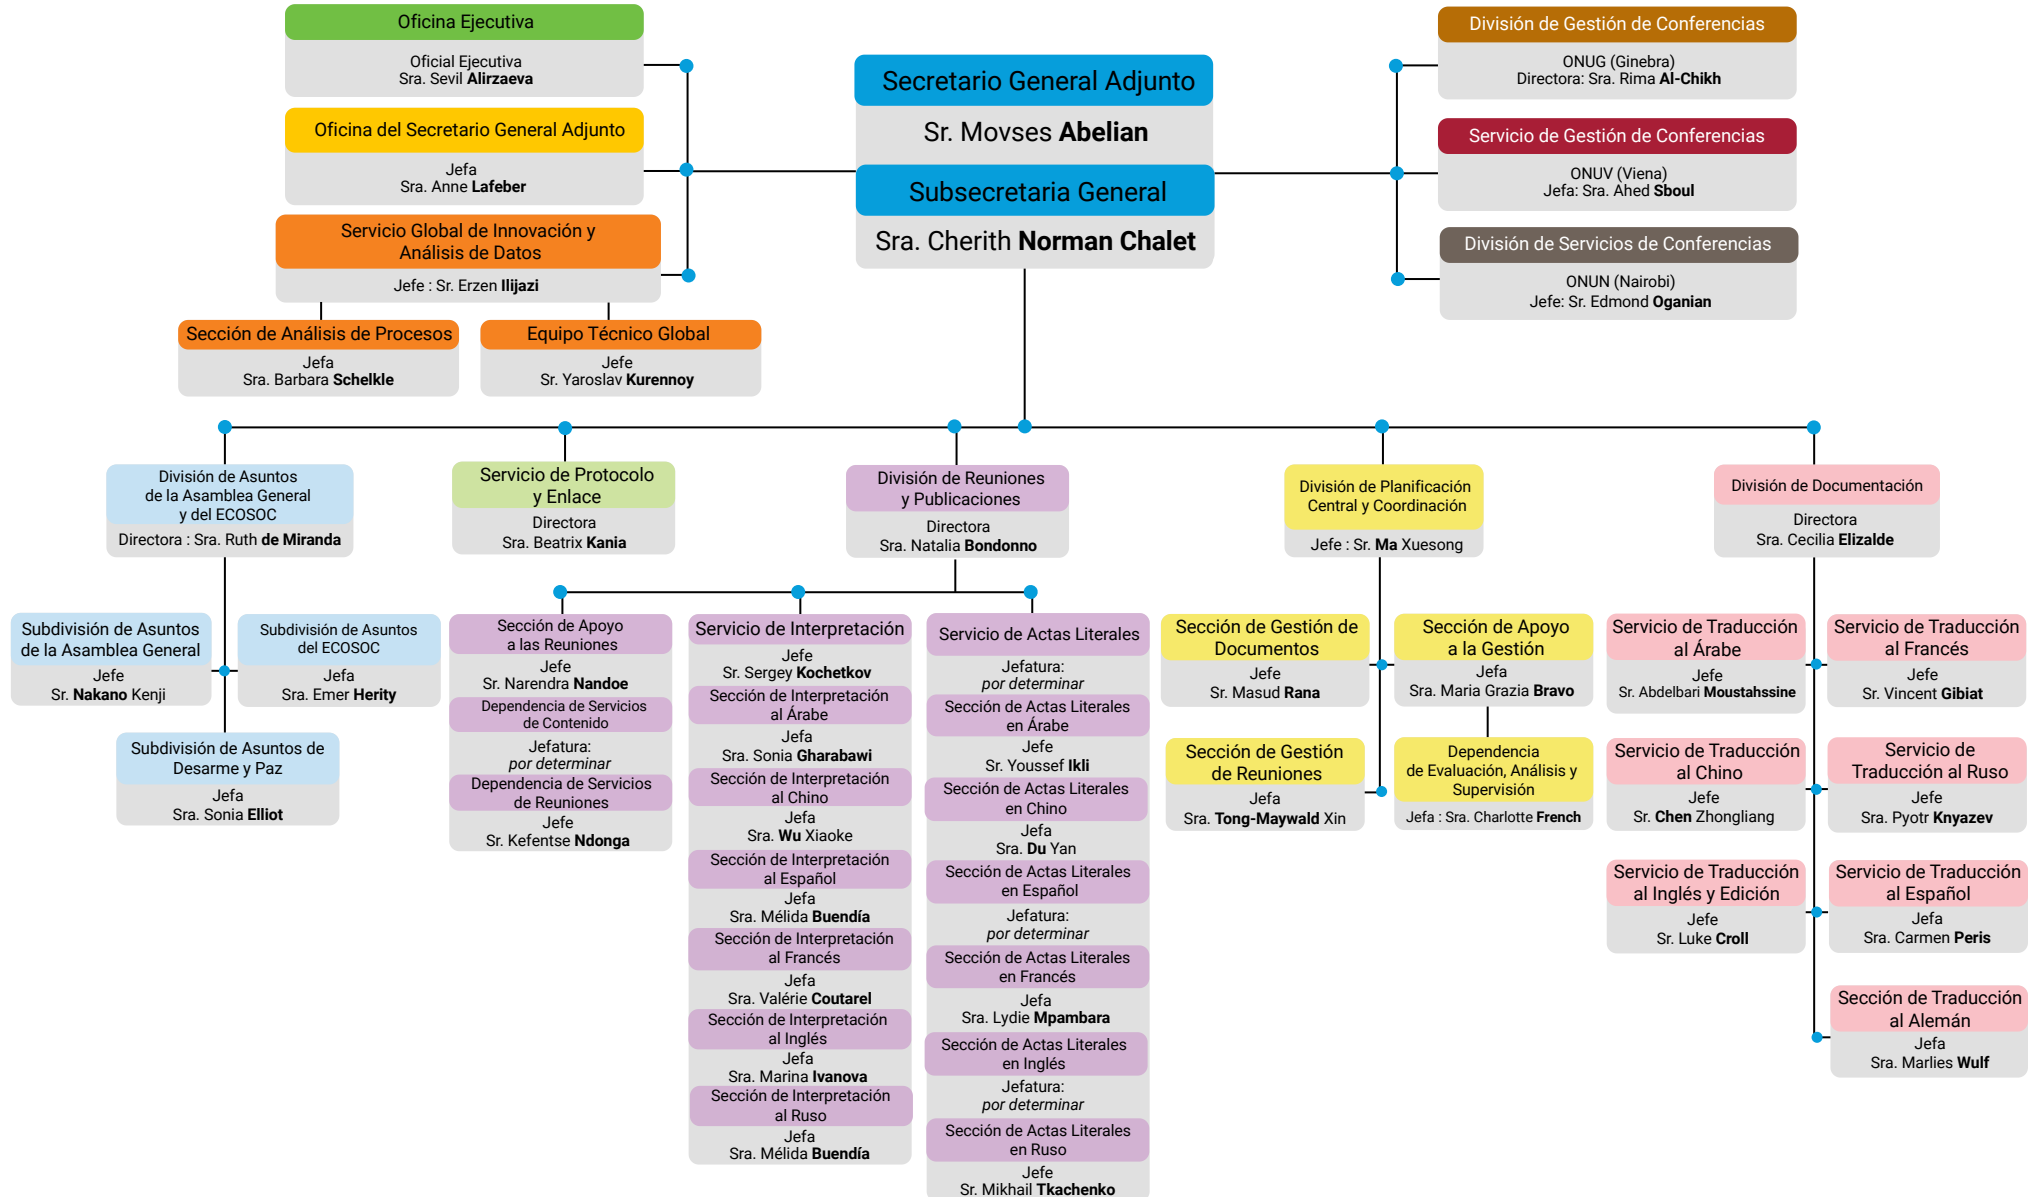 Oficina Ejecutiva
Oficial Ejecutiva
Sra. Sevil Alirzaeva
Oficina del Secretario General Adjunto
Jefa
Sra. Anne Lafeber
Servicio Global de Innovación y
Análisis de Datos
Jefe : Sr. Erzen Ilijazi
Sección de Análisis de Procesos
Jefa
Sra. Barbara Schelkle
Equipo Técnico Global
Jefe
Sr. Yaroslav Kurennoy
Secretario General Adjunto
Sr. Movses Abelian
Subsecretaria General
Sra. Cherith Norman Chalet
División de Gestión de Conferencias
ONUG (Ginebra)
Directora: Sra. Rima Al-Chikh
Servicio de Gestión de Conferencias
ONUV (Viena)
Jefa: Sra. Ahed Sboul
División de Servicios de Conferencias
ONUN (Nairobi)
Jefe: Sr. Edmond Oganian
División de Asuntos
de la Asamblea General
y del ECOSOC
Directora : Sra. Ruth de Miranda
Subdivisión de Asuntos
de la Asamblea General
Jefe
Sr. Nakano Kenji
Subdivisión de Asuntos
del ECOSOC
Jefa
Sra. Emer Herity
Subdivisión de Asuntos de
Desarme y Paz
Jefa
Sra. Sonia Elliot
Servicio de Protocolo
y Enlace
Directora
Sra. Beatrix Kania
División de Reuniones
y Publicaciones
Directora
Sra. Natalia Bondonno
Sección de Apoyo
a las Reuniones
Jefe
Sr. Narendra Nandoe
Dependencia de Servicios
de Contenido
Jefatura:
por determinar
Dependencia de Servicios
de Reuniones
Jefe
Sr. Kefentse Ndonga
Servicio de Interpretación
Jefe
Sr. Sergey Kochetkov
Sección de Interpretación
al Árabe
Jefa
Sra. Sonia Gharabawi
Sección de Interpretación
al Chino
Jefa
Sra. Wu Xiaoke
Sección de Interpretación
al Español
Jefa
Sra. Mélida Buendía
Sección de Interpretación
al Francés
Jefa
Sra. Valérie Coutarel
Sección de Interpretación
al Inglés
Jefa
Sra. Marina Ivanova
Sección de Interpretación
al Ruso
Jefa
Sra. Mélida Buendía
Servicio de Actas Literales
Jefatura:
por determinar
Sección de Actas Literales
en Árabe
Jefe
Sr. Youssef Ikli
Sección de Actas Literales
en Chino
Jefa
Sra. Du Yan
Sección de Actas Literales
en Español
Jefatura:
por determinar
Sección de Actas Literales
en Francés
Jefa
Sra. Lydie Mpambara
Sección de Actas Literales
en Inglés
Jefatura:
por determinar
Sección de Actas Literales
en Ruso
Jefe
Sr. Mikhail Tkachenko
División de Planificación
Central y Coordinación
Jefe : Sr. Ma Xuesong
Sección de Gestión de
Documentos
Jefe
Sr. Masud Rana
Sección de Apoyo
a la Gestión
Jefa
Sra. Maria Grazia Bravo
Sección de Gestión
de Reuniones
Jefa
Sra. Tong-Maywald Xin
Dependencia
de Evaluación, Análisis y
Supervisión
Jefa : Sra. Charlotte French
División de Documentación
Directora
Sra. Cecilia Elizalde
Servicio de Traducción
al Árabe
Jefe
Sr. Abdelbari Moustahssine
Servicio de Traducción
al Francés
Jefe
Sr. Vincent Gibiat
Servicio de Traducción
al Chino
Jefe
Sr. Chen Zhongliang
Servicio de
Traducción al Ruso
Jefe
Sra. Pyotr Knyazev
Servicio de Traducción
al Inglés y Edición
Jefe
Sr. Luke Croll
Servicio de Traducción
al Español
Jefa
Sra. Carmen Peris
Sección de Traducción
al Alemán
Jefa
Sra. Marlies Wulf